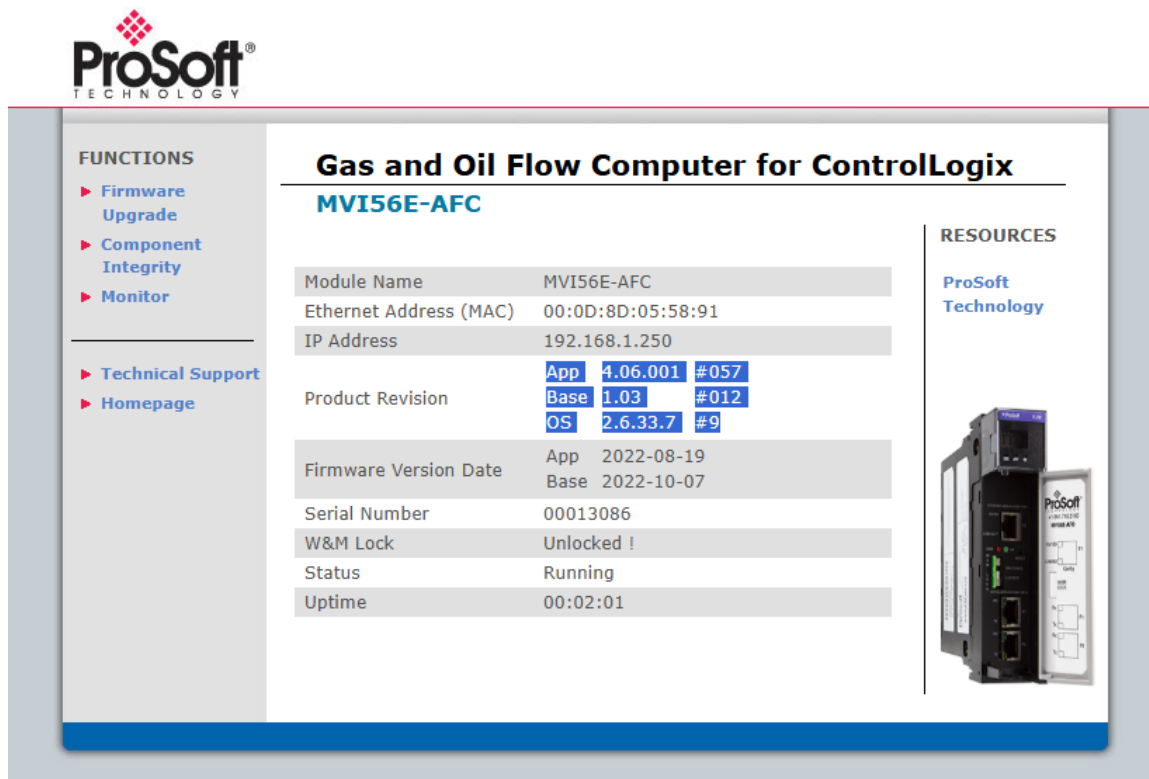 ProSoft®
TECHNOLOGY
FUNCTIONS
Firmware
Upgrade
Component
Integrity
Monitor
Technical Support
Homepage
Gas and Oil Flow Computer for ControlLogix
MVI56E-AFC
Module Name MVI56E-AFC
Ethernet Address (MAC) 00:0D:8D:05:58:91
IP Address 192.168.1.250
Product Revision
App 4.06.001 #057
Base 1.03 #012
OS 2.6.33.7 #9
Firmware Version Date
App 2022-08-19
Base 2022-10-07
Serial Number 00013086
W&M Lock Unlocked !
Status Running
Uptime 00:02:01
RESOURCES
ProSoft
Technology
ProSoft